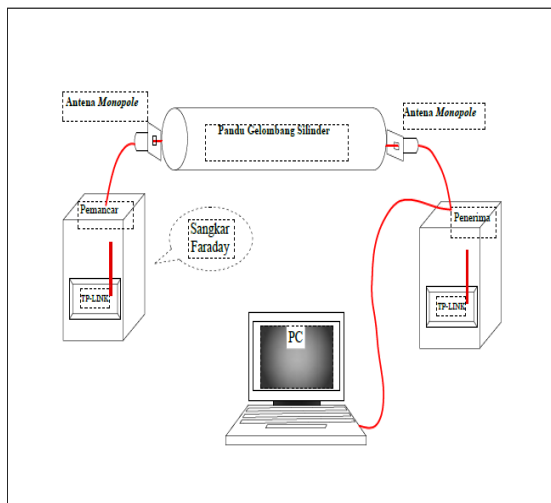 Antena Monopole
Antena Monopole
Pandu Gelombang Silinder
Pemancar
Penerima
Sangkar
Faraday
TP-LINK
TP-LINK
PC